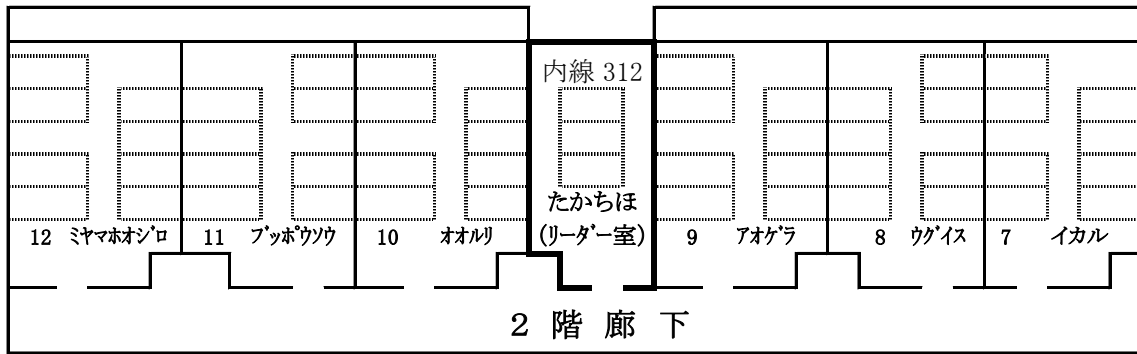 内線 312
たかちほ
(リーダー室)
12 ミヤマホオジロ 11 ブッポウソウ 10 オオルリ 9 アオゲラ 8 ウグイス 7 イカル
2 階 廊 下